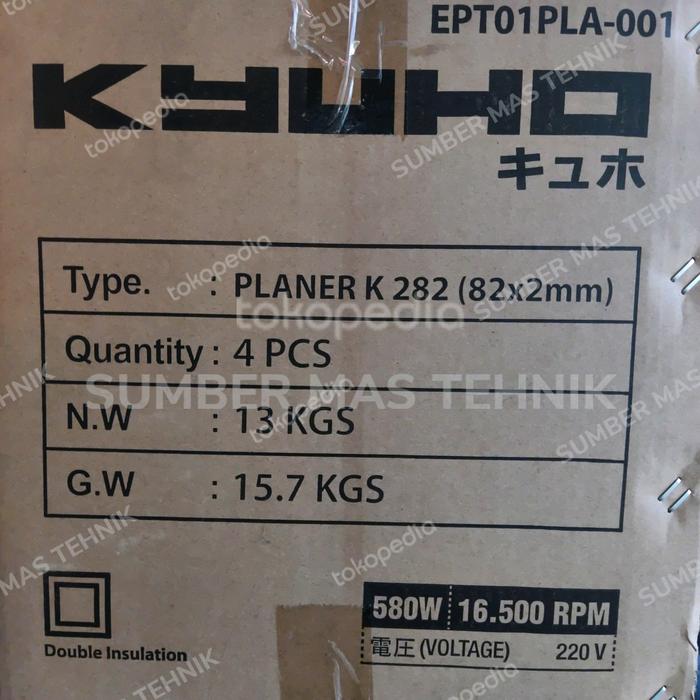 EPT01PLA-001
KYUHO
キュホ
Type. : PLANER K 282 (82x2mm)
Quantity : 4 PCS
N.W : 13 KGS
G.W : 15.7 KGS
Double Insulation
580W 16.500 RPM
電圧 (VOLTAGE) 220 V
tokopedia
SUMBER MAS TEHNIK